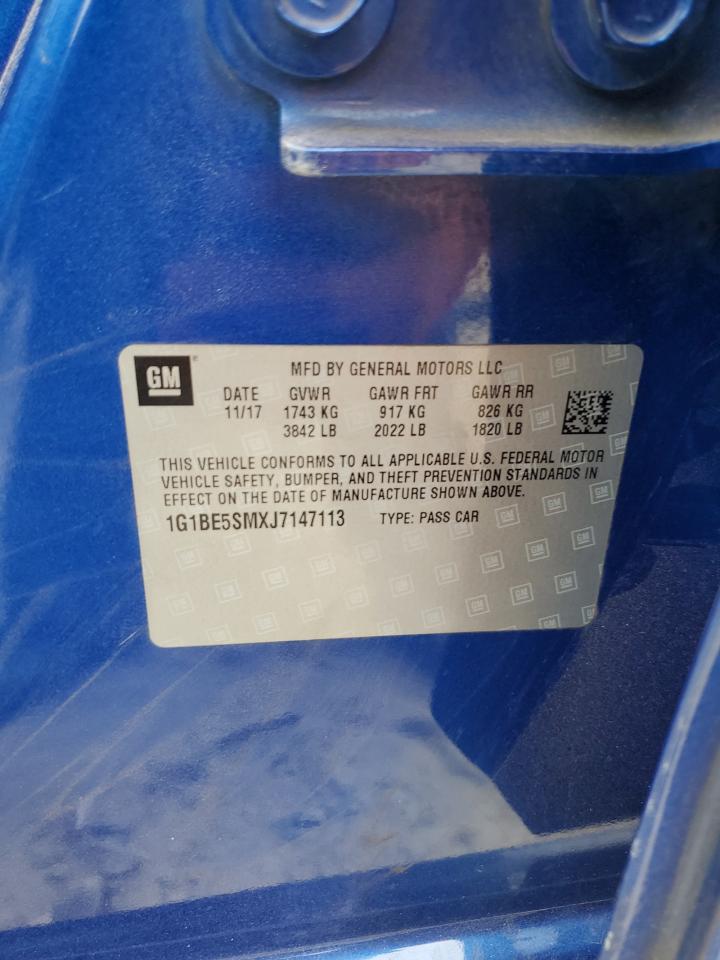 GM
MFD BY GENERAL MOTORS LLC
DATE GVWR GAWR FRT GAWR RR
11/17 1743 KG 917 KG 826 KG
3842 LB 2022 LB 1820 LB
THIS VEHICLE CONFORMS TO ALL APPLICABLE U.S. FEDERAL MOTOR
VEHICLE SAFETY, BUMPER, AND THEFT PREVENTION STANDARDS IN
EFFECT ON THE DATE OF MANUFACTURE SHOWN ABOVE.
1G1BE5SMXJ7147113 TYPE: PASS CAR